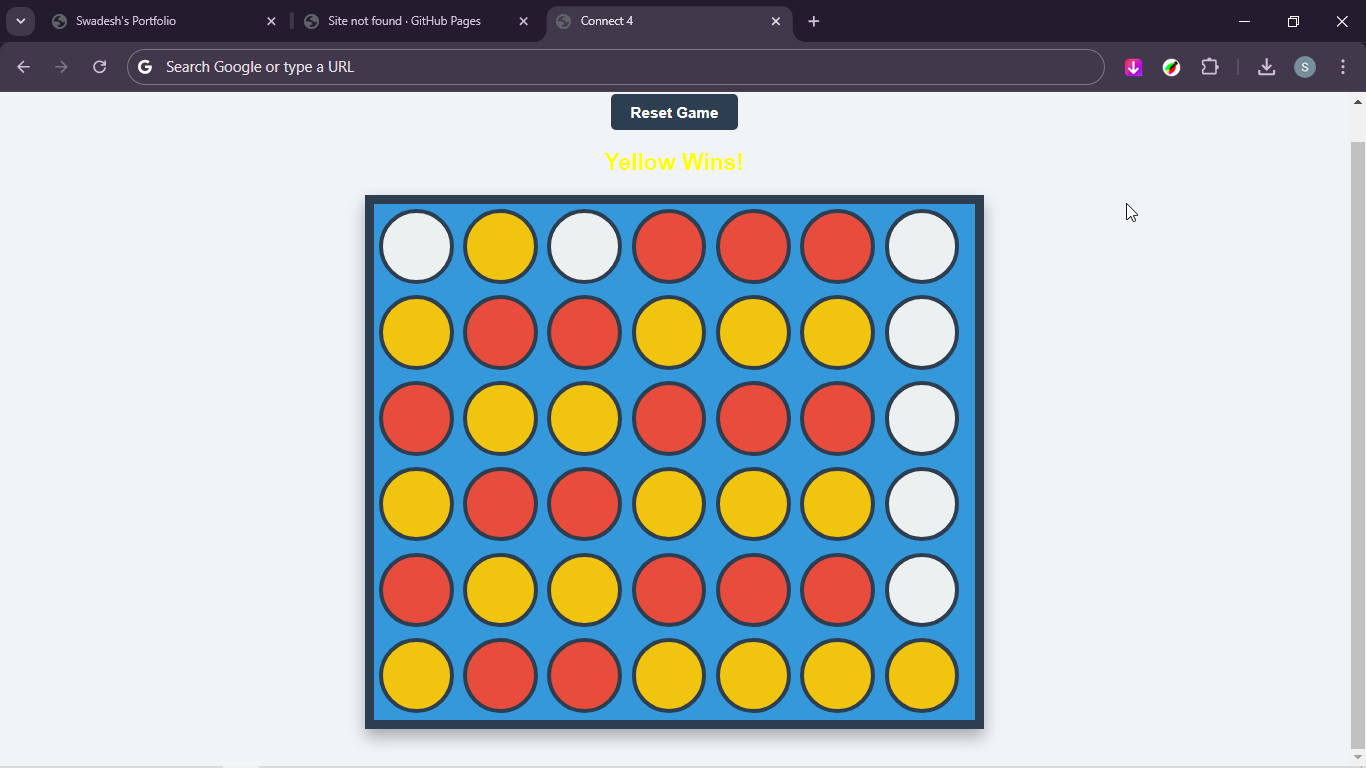 Swadesh's Portfolio
Site not found · GitHub Pages
Connect 4
Search Google or type a URL
S
Reset Game
Yellow Wins!